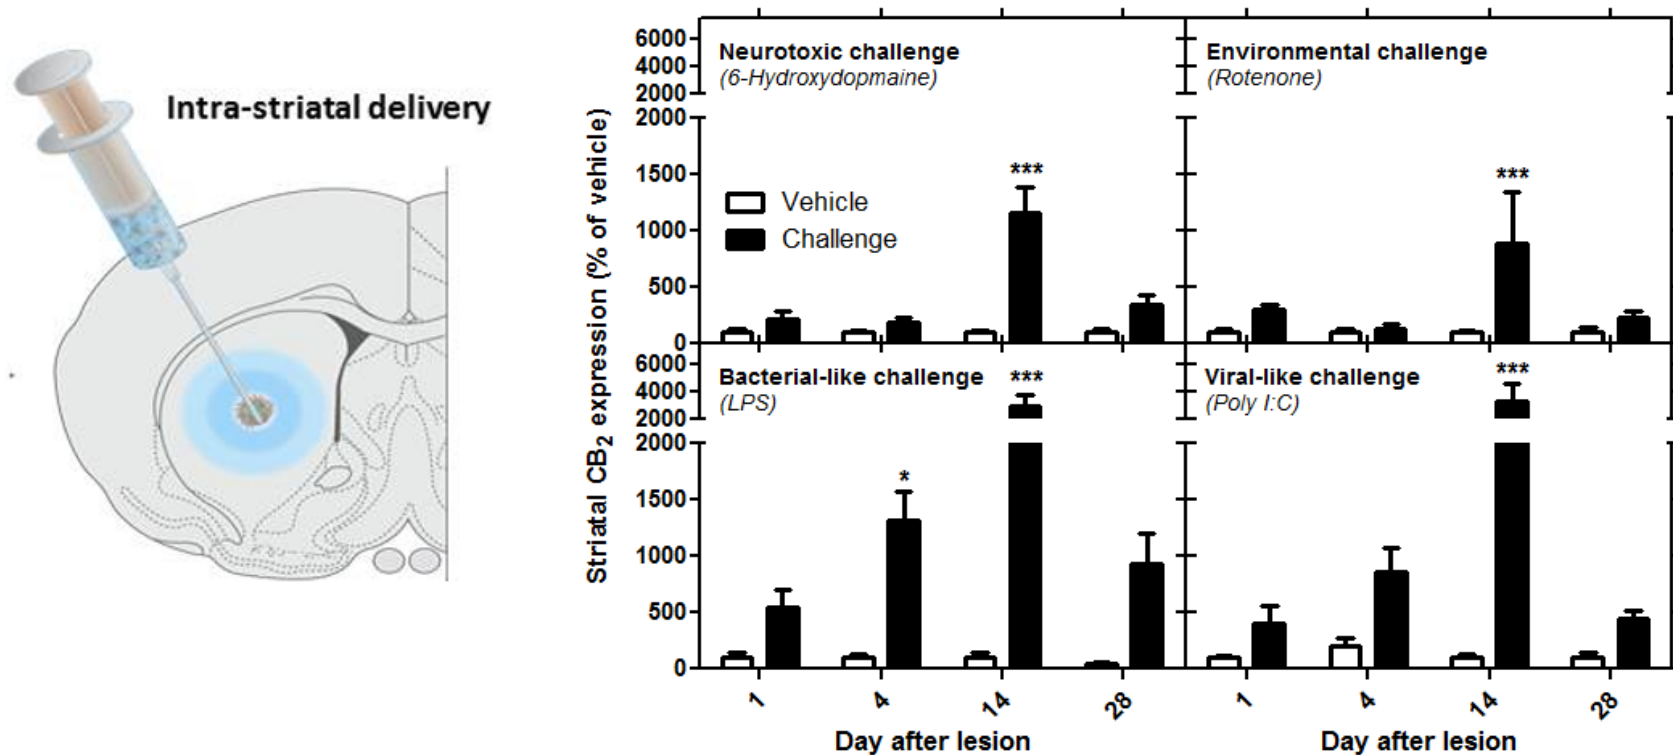 Intra-striatal delivery
Striatal CB2 expression (% of vehicle)
6000
4000
2000
2000
1500
1000
500
0
Neurotoxic challenge
(6-Hydroxydopmaine)
Vehicle
Challenge
***
Environmental challenge
(Rotenone)
***
6000
4000
2000
2000
1500
1000
500
0
Bacterial-like challenge
(LPS)
*
***
Viral-like challenge
(Poly I:C)
***
1 4 14 28
1 4 14 28
Day after lesion
Day after lesion